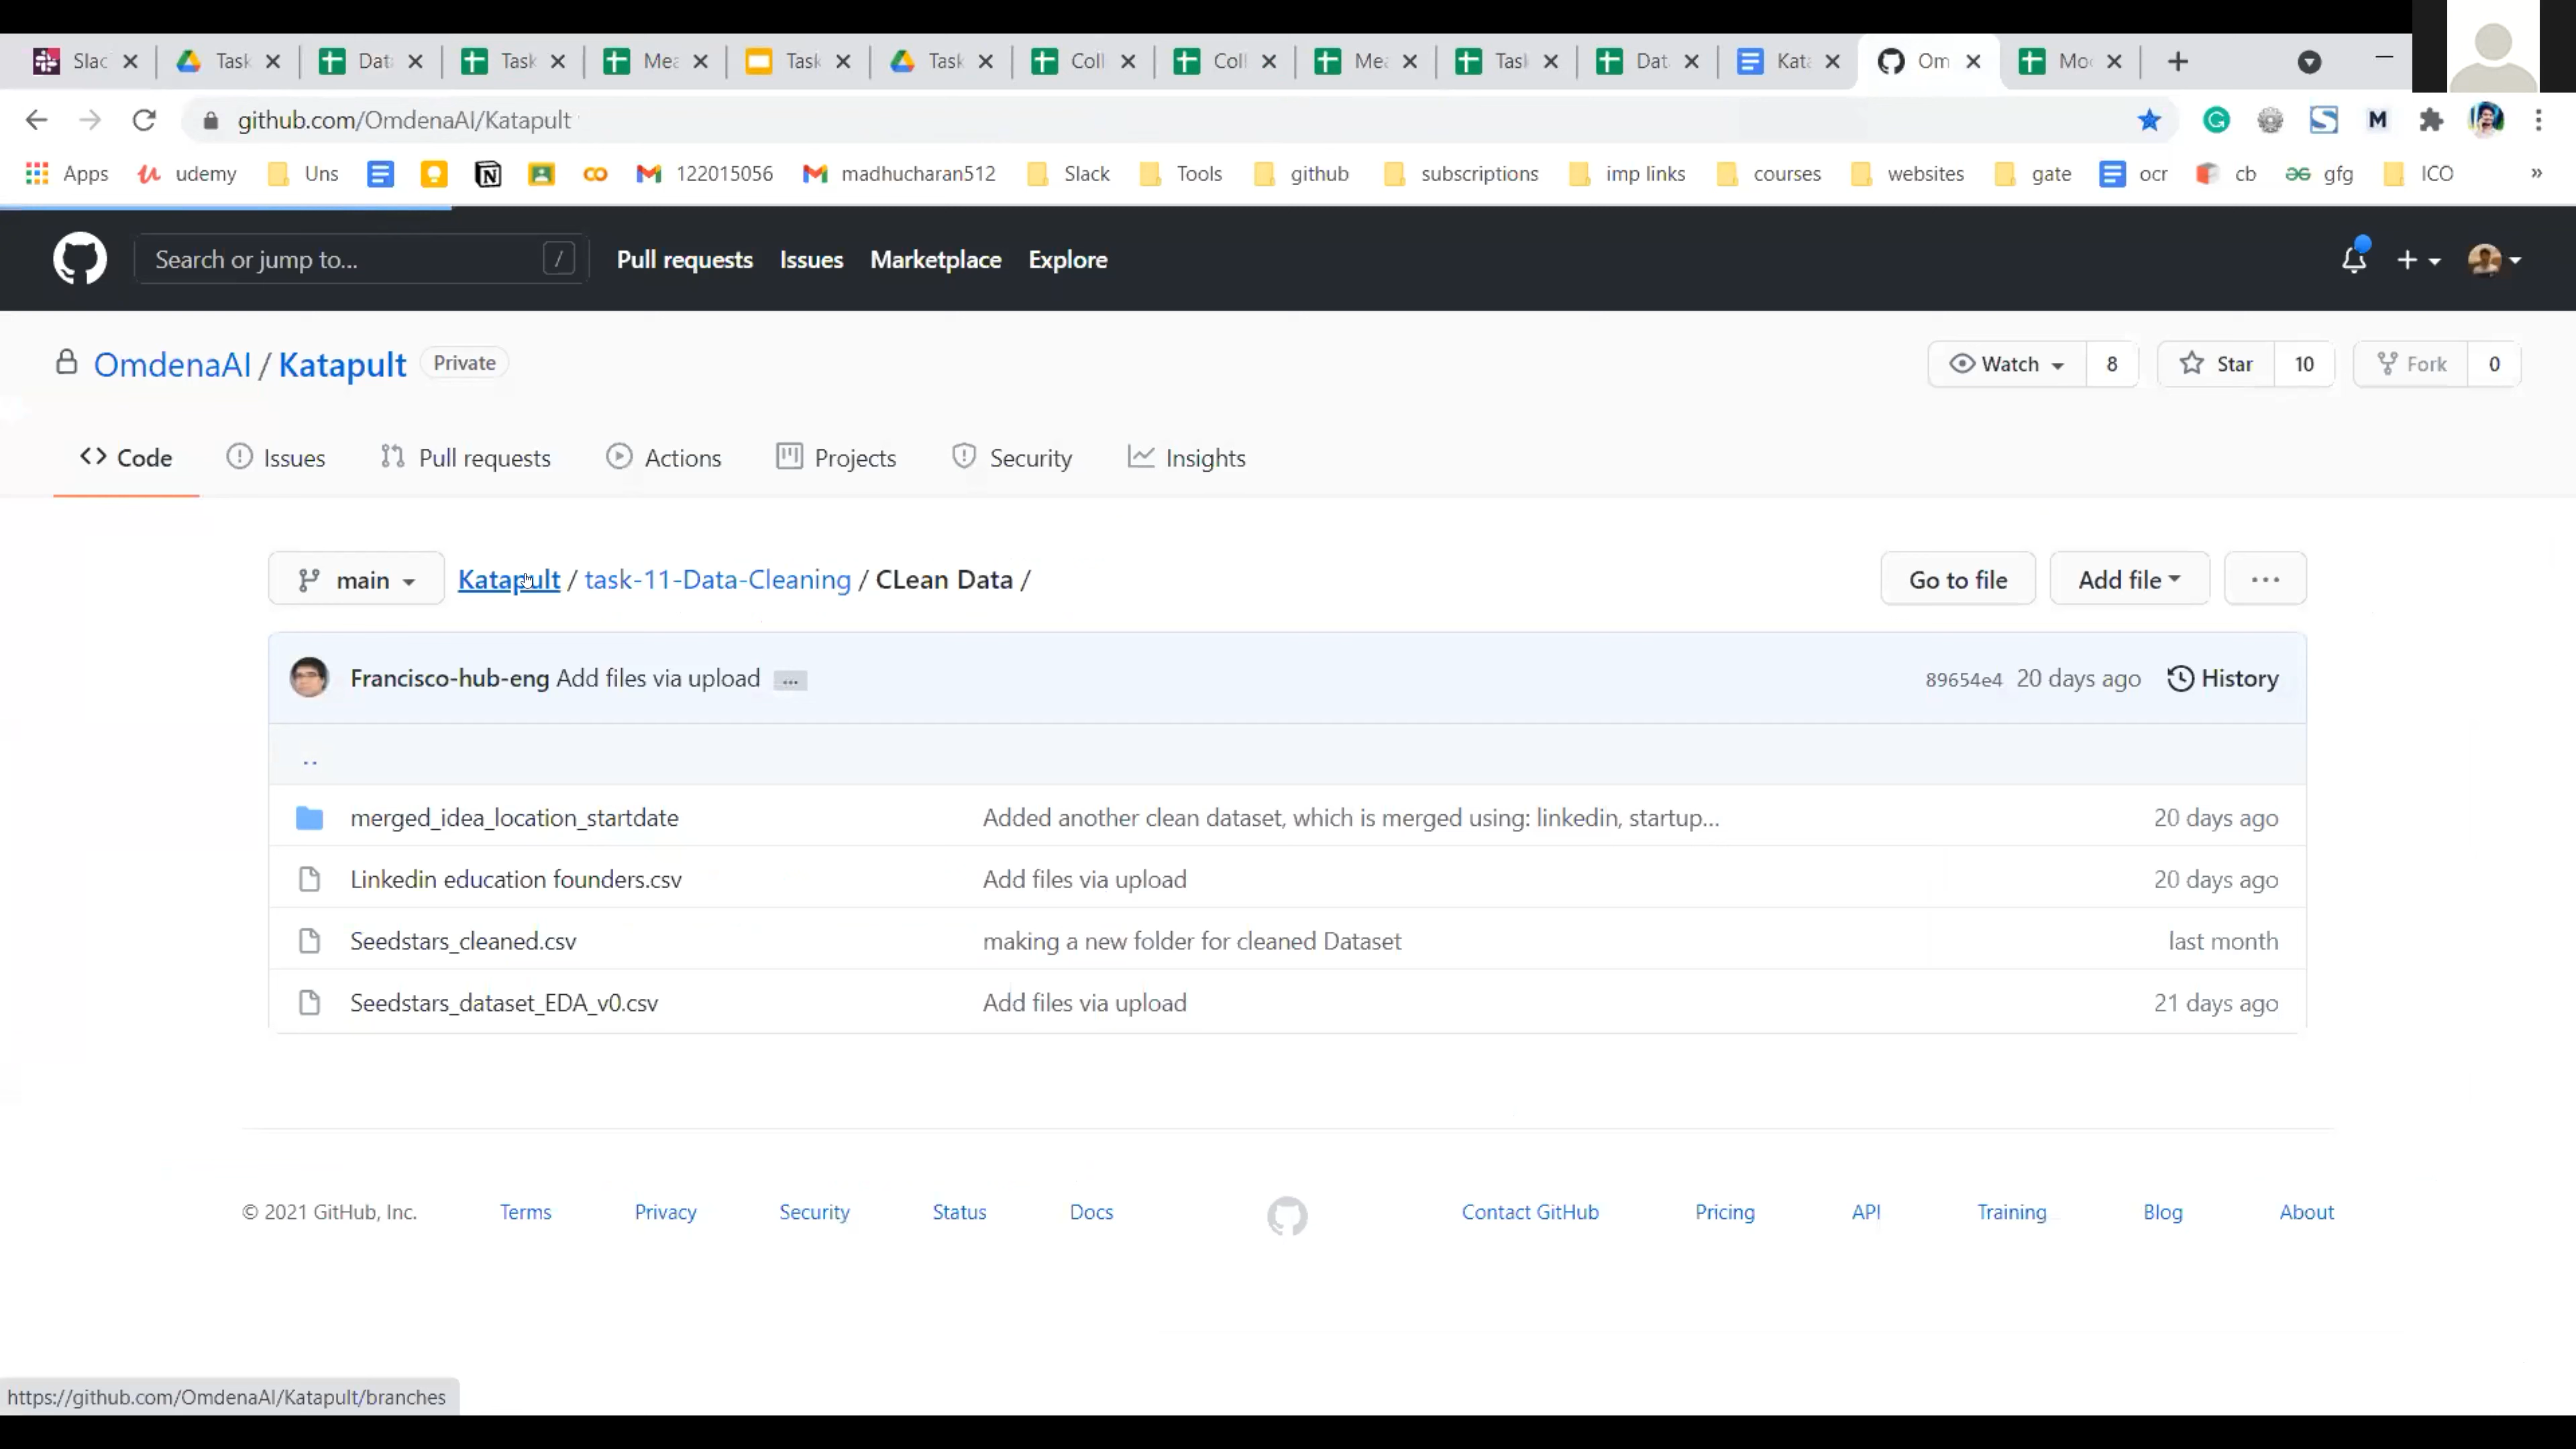 Slac Task Dat Task Mea Task Task Coll Coll Mea Task Dat Kata Om Mo
github.com/OmdenaAI/Katapult
Apps udemy Uns 122015056 madhucharan512 Slack Tools github subscriptions imp links courses websites gate ocr cb gfg ICO »
Search or jump to... / Pull requests Issues Marketplace Explore
OmdenaAI / Katapult Private Watch 8 Star 10 Fork 0
Code Issues Pull requests Actions Projects Security Insights
main Katapult / task-11-Data-Cleaning / CLean Data / Go to file Add file ...
Francisco-hub-eng Add files via upload ... 89654e4 20 days ago History
..
merged_idea_location_startdate Added another clean dataset, which is merged using: linkedin, startup... 20 days ago
Linkedin education founders.csv Add files via upload 20 days ago
Seedstars_cleaned.csv making a new folder for cleaned Dataset last month
Seedstars_dataset_EDA_v0.csv Add files via upload 21 days ago
© 2021 GitHub, Inc. Terms Privacy Security Status Docs Contact GitHub Pricing API Training Blog About
https://github.com/OmdenaAI/Katapult/branches